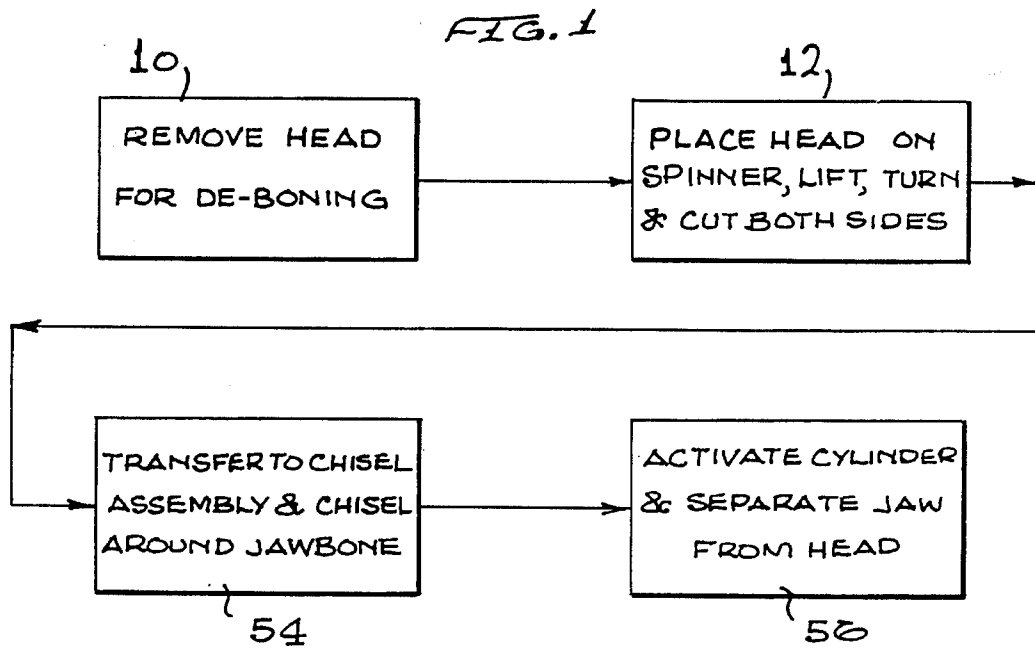 FIG. 1
10
REMOVE HEAD
FOR DE-BONING
12
PLACE HEAD ON
SPINNER, LIFT, TURN
& CUT BOTH SIDES
TRANSFER TO CHISEL
ASSEMBLY & CHISEL
AROUND JAWBONE
54
ACTIVATE CYLINDER
& SEPARATE JAW
FROM HEAD
56